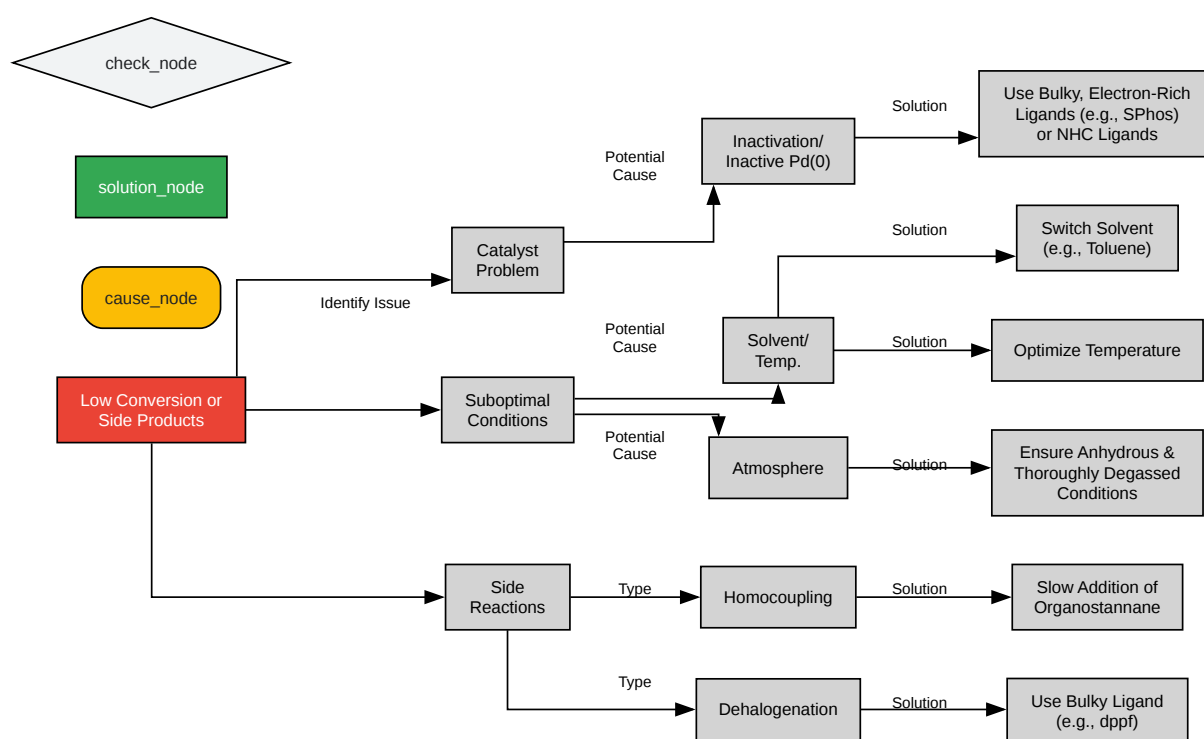 check_node
solution_node
cause_node
Low Conversion or
Side Products
Identify Issue
Catalyst
Problem
Potential
Cause
Inactivation/
Inactive Pd(0)
Solution
Use Bulky, Electron-Rich
Ligands (e.g., SPhos)
or NHC Ligands
Suboptimal
Conditions
Potential
Cause
Solvent/
Temp.
Solution
Switch Solvent
(e.g., Toluene)
Solution
Optimize Temperature
Potential
Cause
Atmosphere
Solution
Ensure Anhydrous &
Thoroughly Degassed
Conditions
Side
Reactions
Type
Homocoupling
Solution
Slow Addition of
Organostannane
Type
Dehalogenation
Solution
Use Bulky Ligand
(e.g., dppf)